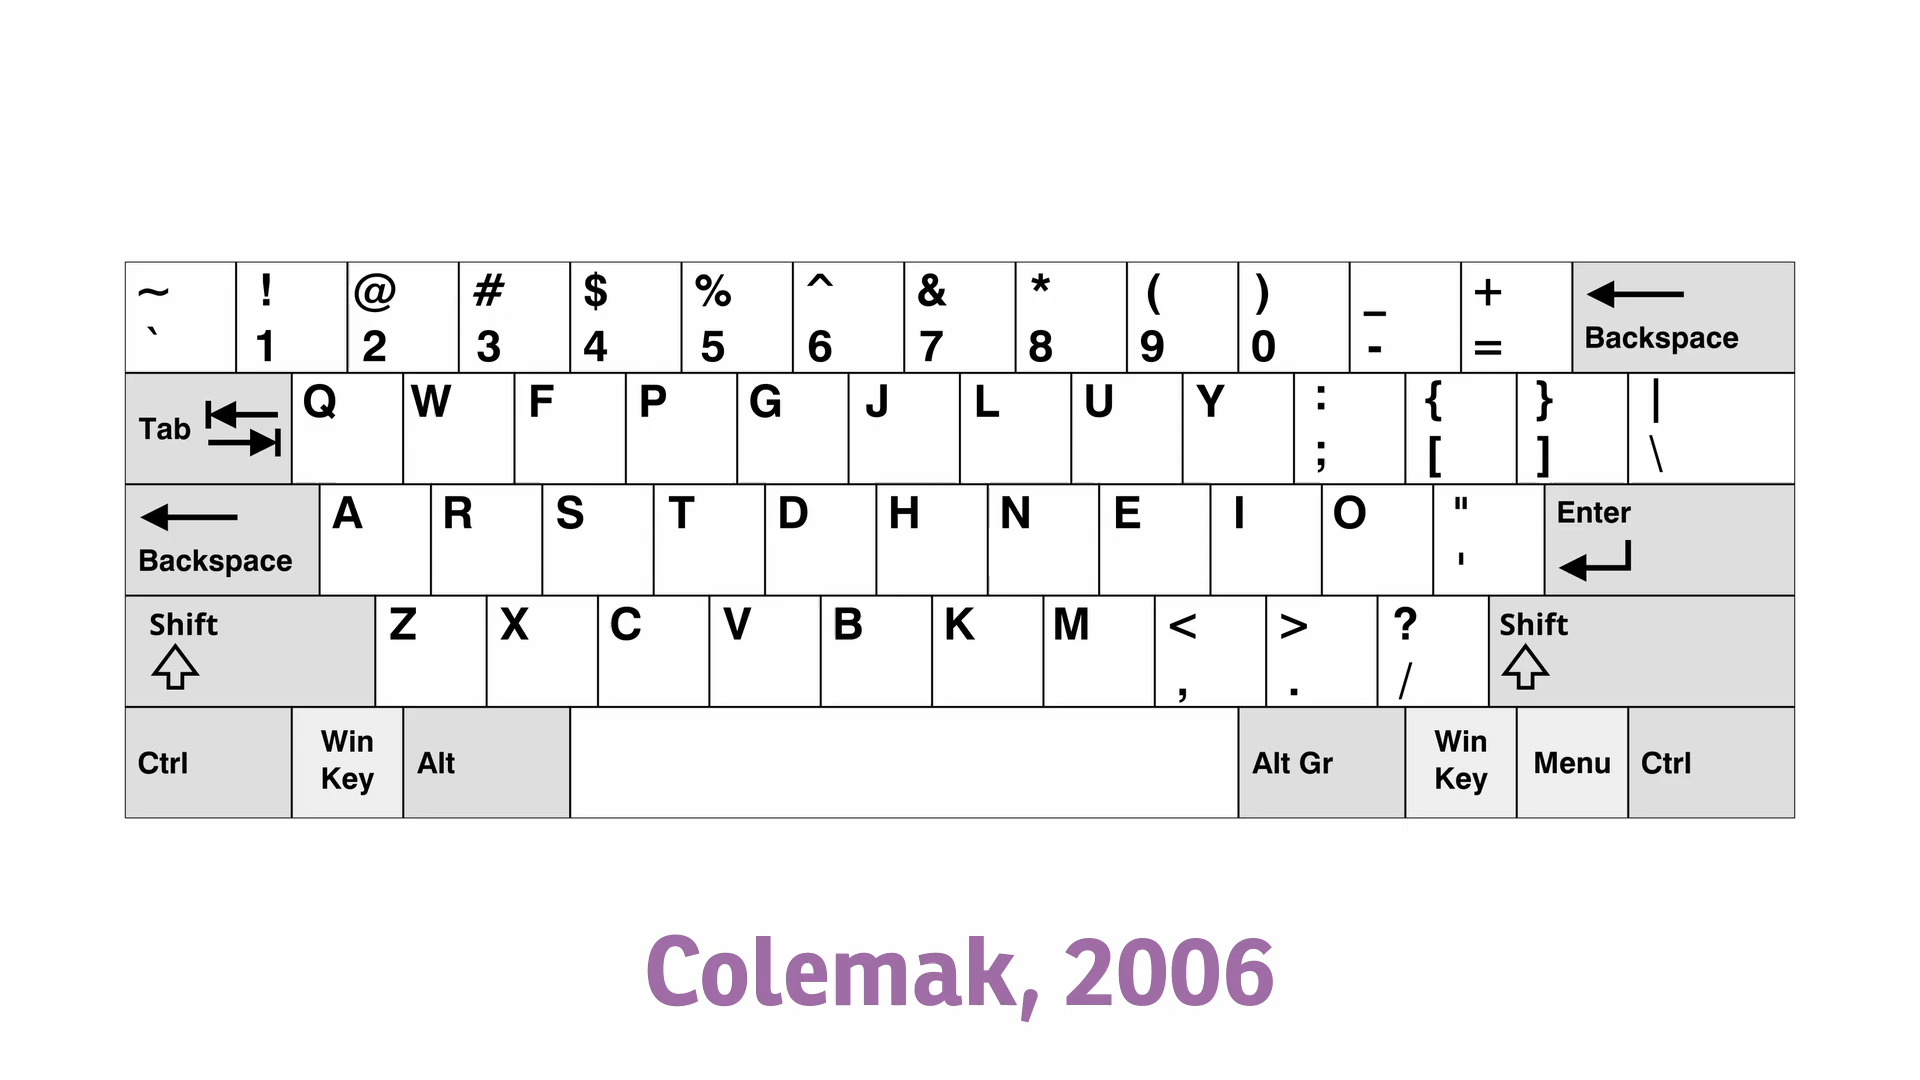 ~ ! @ # $ % ^ & * ( ) _ +
` 1 2 3 4 5 6 7 8 9 0 - = Backspace
Tab Q W F P G J L U Y : { } |
; [ ] \
Backspace A R S T D H N E I O " Enter
'
Shift Z X C V B K M < > ? Shift
, . /
Ctrl Win Key Alt Alt Gr Win Key Menu Ctrl
Colemak, 2006